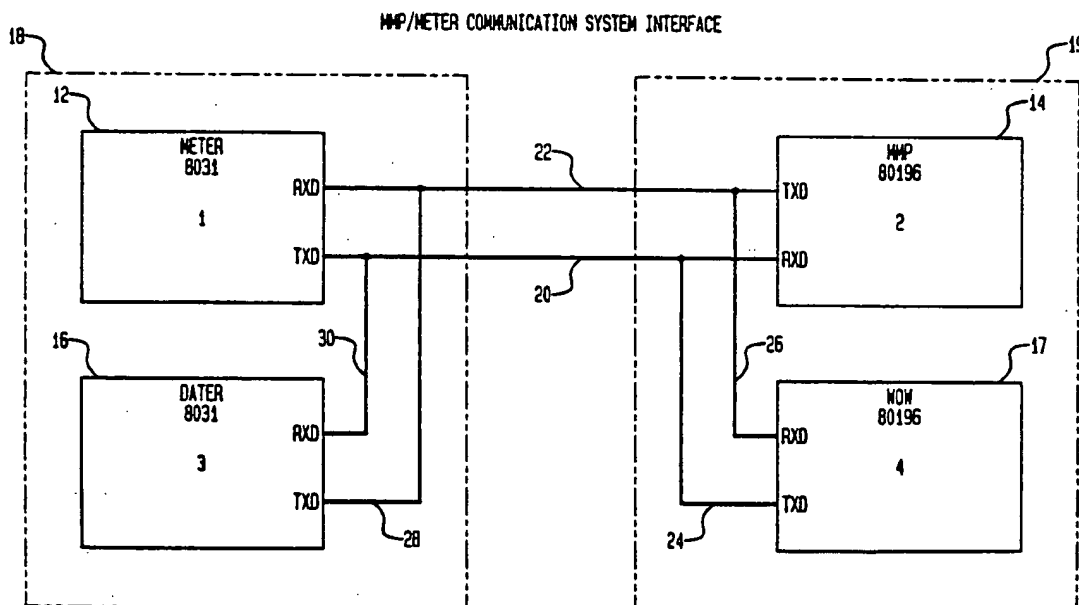 MMP/METER COMMUNICATION SYSTEM INTERFACE
18
19
12
METER
8031
1
RXD
TXD
22
20
14
MMP
80196
2
TXD
RXD
16
DATER
8031
3
RXD
TXD
30
28
26
24
17
WOW
80196
4
RXD
TXD